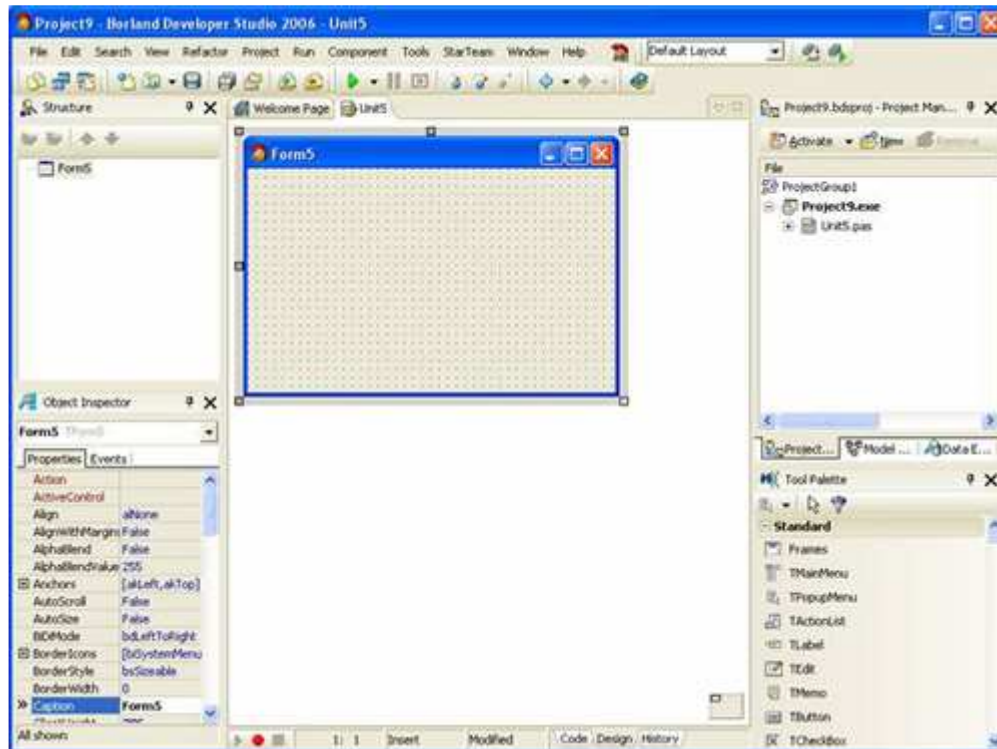 Project9 - Borland Developer Studio 2006 - Unit5
File Edit Search View Refactor Project Run Component Tools StarTeam Window Help
Default Layout
Structure
Form5
Welcome Page Unit5
Form5
Project9.bdsproj - Project Man...
Activate New Remove
File
ProjectGroup1
Project9.exe
Unit5.pas
Project... Model ... Data E...
Object Inspector
Form5 TForm5
Properties Events
Action
ActiveControl
Align alNone
AlignWithMargins False
AlphaBlend False
AlphaBlendValue 255
Anchors [akLeft,akTop]
AutoScroll False
AutoSize False
BiDiMode bdLeftToRight
BorderIcons [biSystemMenu
BorderStyle bsSizeable
BorderWidth 0
Caption Form5
All shown
Tool Palette
Standard
Frames
TMainMenu
TPopupMenu
TActionList
TLabel
TEdit
TMemo
TButton
TCheckBox
1: 1 Insert Modified Code Design History